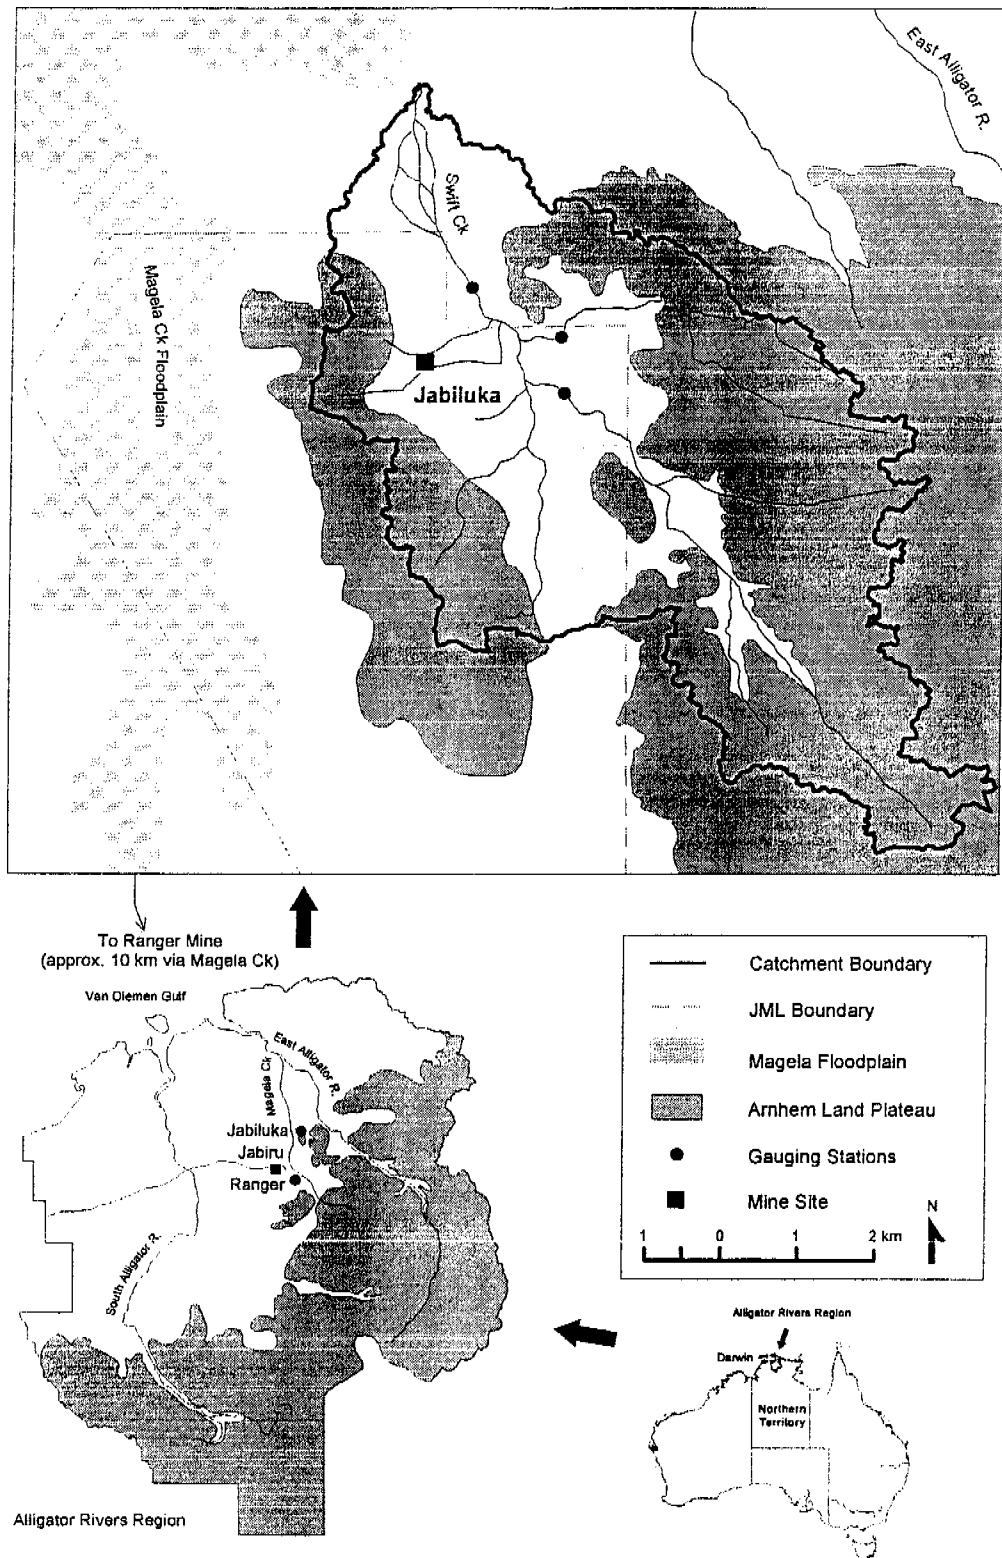 East Alligator R.
Swift Ck
Magela Ck Floodplain
Jabiluka
To Ranger Mine
(approx. 10 km via Magela Ck)
Van Diemen Gulf
East Alligator R.
Magela Ck
Jabiluka
Jabiru
Ranger
South Alligator R.
Alligator Rivers Region
Catchment Boundary
JML Boundary
Magela Floodplain
Arnhem Land Plateau
Gauging Stations
Mine Site
N
1 0 1 2 km
Alligator Rivers Region
Darwin
Northern
Territory